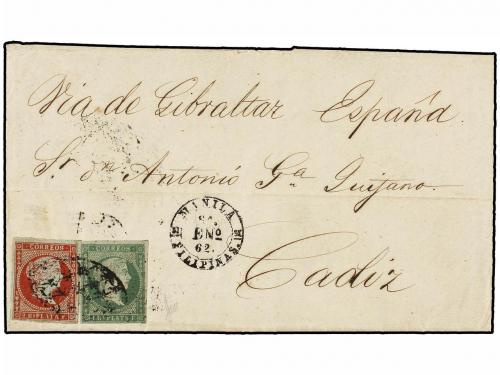 Via de Gibraltar España
Sr. dn Antonio Ga Quijano
Cadiz
MANILA
ENº
62.
FILIPINAS.
CORREOS
CORREOS